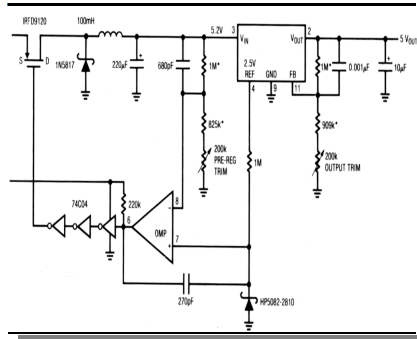 IRFD9120
100mH
5.2V
3
VIN
VOUT
2
5 VOUT
S
D
1N5817
220µF
+
680pF
1M*
2.5V
REF
GND
FB
4
9
11
1M*
0.001µF
+
10µF
825k*
909k*
200k
PRE-REG
TRIM
1M
200k
OUTPUT TRIM
74C04
220k
8
6
OMP
7
+
270pF
HP5082-2810